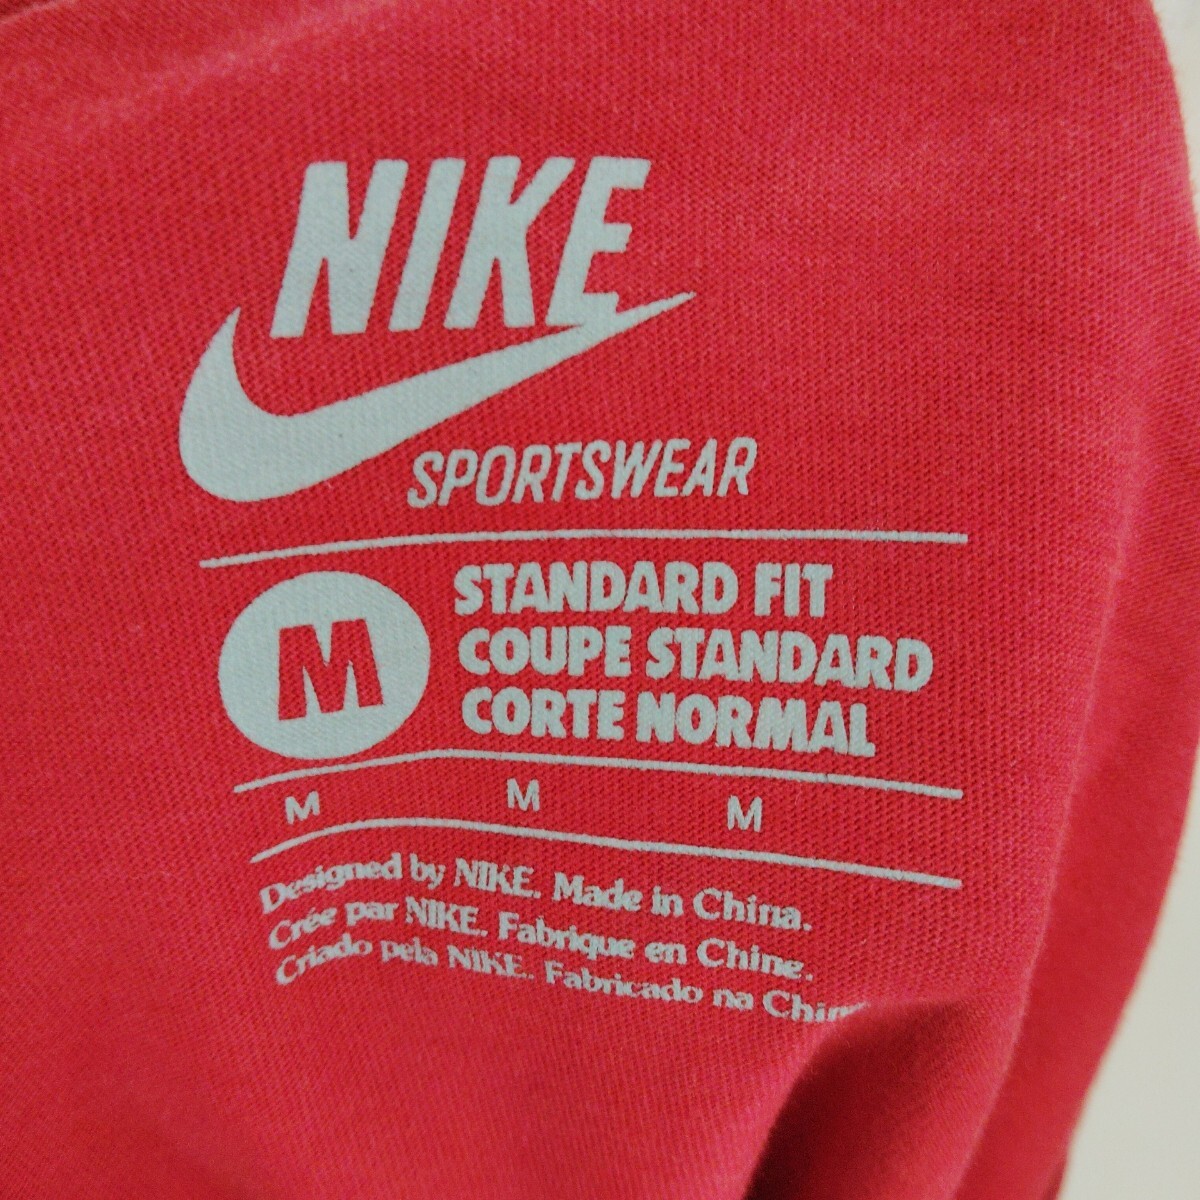 NIKE
SPORTSWEAR
M
STANDARD FIT
COUPE STANDARD
CORTE NORMAL
M M M
Designed by NIKE. Made in China.
Crée par NIKE. Fabrique en Chine.
Criado pela NIKE. Fabricado na